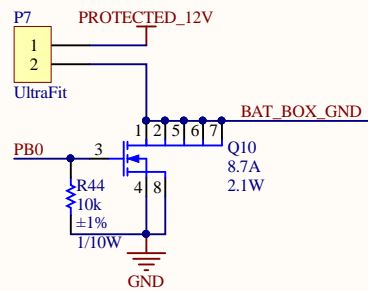 P7
PROTECTED_12V
1
2
UltraFit
BAT_BOX_GND
1 2 5 6 7
Q10
8.7A
2.1W
PB0
3
R44
10k
±1%
1/10W
4 8
GND